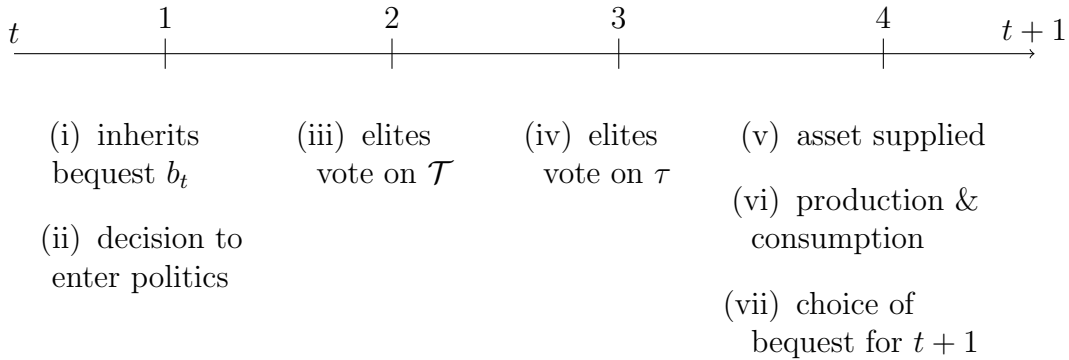 1 2 3 4
t t + 1
(i) inherits
bequest b_t
(ii) decision to
enter politics
(iii) elites
vote on 𝒯
(iv) elites
vote on τ
(v) asset supplied
(vi) production &
consumption
(vii) choice of
bequest for t + 1